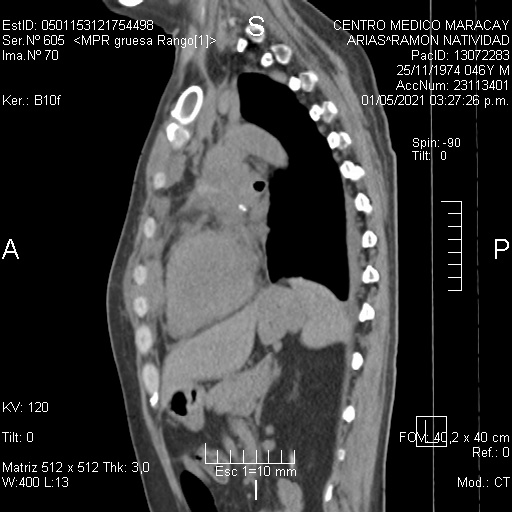 EstID: 0501153121754498
Ser.Nº 605 <MPR gruesa Rango[1]>
Ima.Nº 70
Ker.: B10f
S
CENTRO MEDICO MARACAY
ARIAS^RAMON NATIVIDAD
PacID: 13072283
25/11/1974 046Y M
AccNum: 23113401
01/05/2021 03:27:26 p.m.
Spin: -90
Tilt: 0
A
P
KV: 120
Tilt: 0
Matriz 512 x 512 Thk: 3,0
W:400 L:13
Esc 1=10 mm
I
FOM: 40,2 x 40 cm
Ref.: 0
Mod.: CT